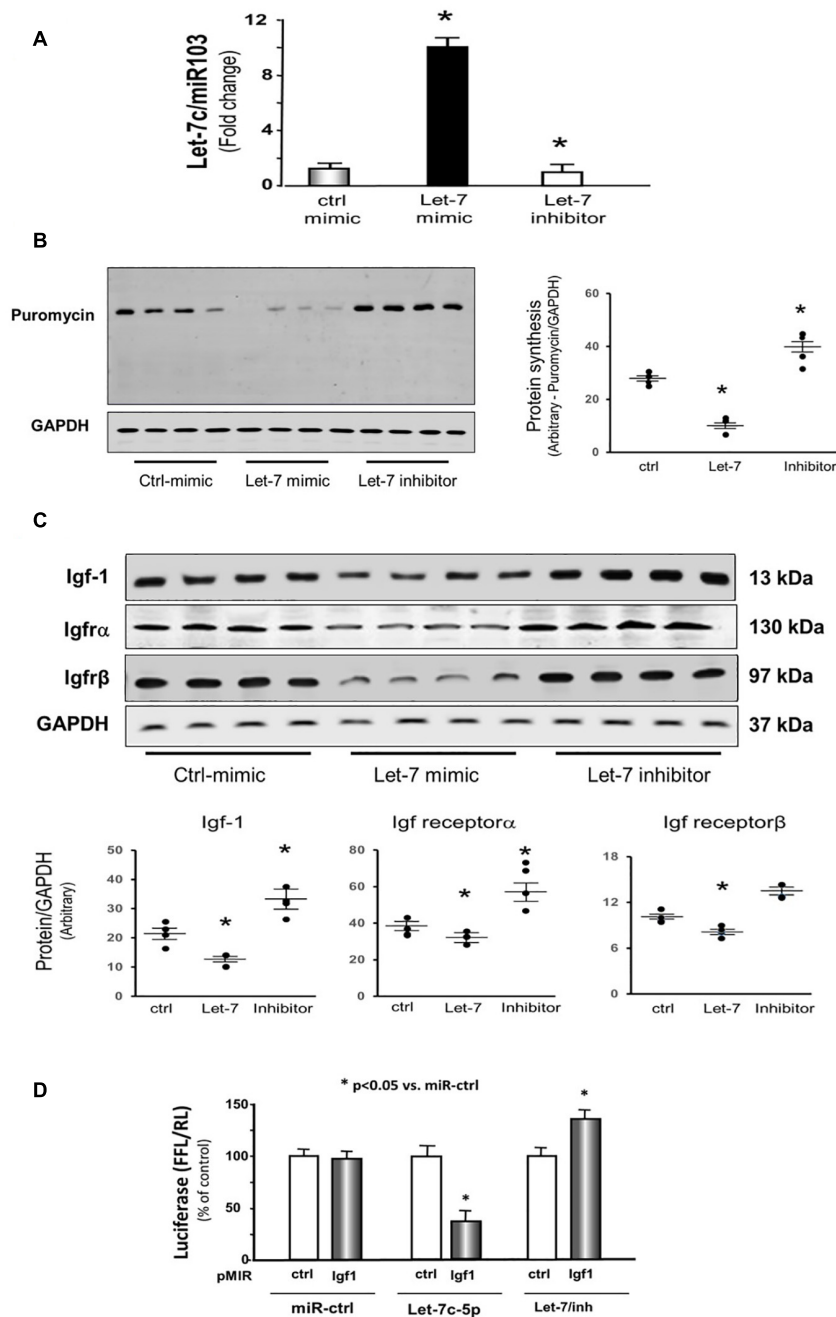 A
Let-7c/miR103
(Fold change)
12
8
4
0
*
*
ctrl
mimic
Let-7
mimic
Let-7
inhibitor
B
Puromycin
GAPDH
Ctrl-mimic
Let-7 mimic
Let-7 inhibitor
Protein synthesis
(Arbitrary - Puromycin/GAPDH)
60
40
20
0
*
*
ctrl
Let-7
Inhibitor
C
Igf-1
13 kDa
Igfrα
130 kDa
Igfrβ
97 kDa
GAPDH
37 kDa
Ctrl-mimic
Let-7 mimic
Let-7 inhibitor
Protein/GAPDH
(Arbitrary)
Igf-1
50
40
30
20
10
0
*
*
ctrl
Let-7
Inhibitor
Igf receptorα
80
60
40
20
0
*
*
ctrl
Let-7
Inhibitor
Igf receptorβ
18
12
6
0
*
ctrl
Let-7
Inhibitor
D
* p<0.05 vs. miR-ctrl
Luciferase (FFL/RL)
(% of control)
150
100
50
0
*
*
pMIR
ctrl
Igf1
ctrl
Igf1
ctrl
Igf1
miR-ctrl
Let-7c-5p
Let-7/inh